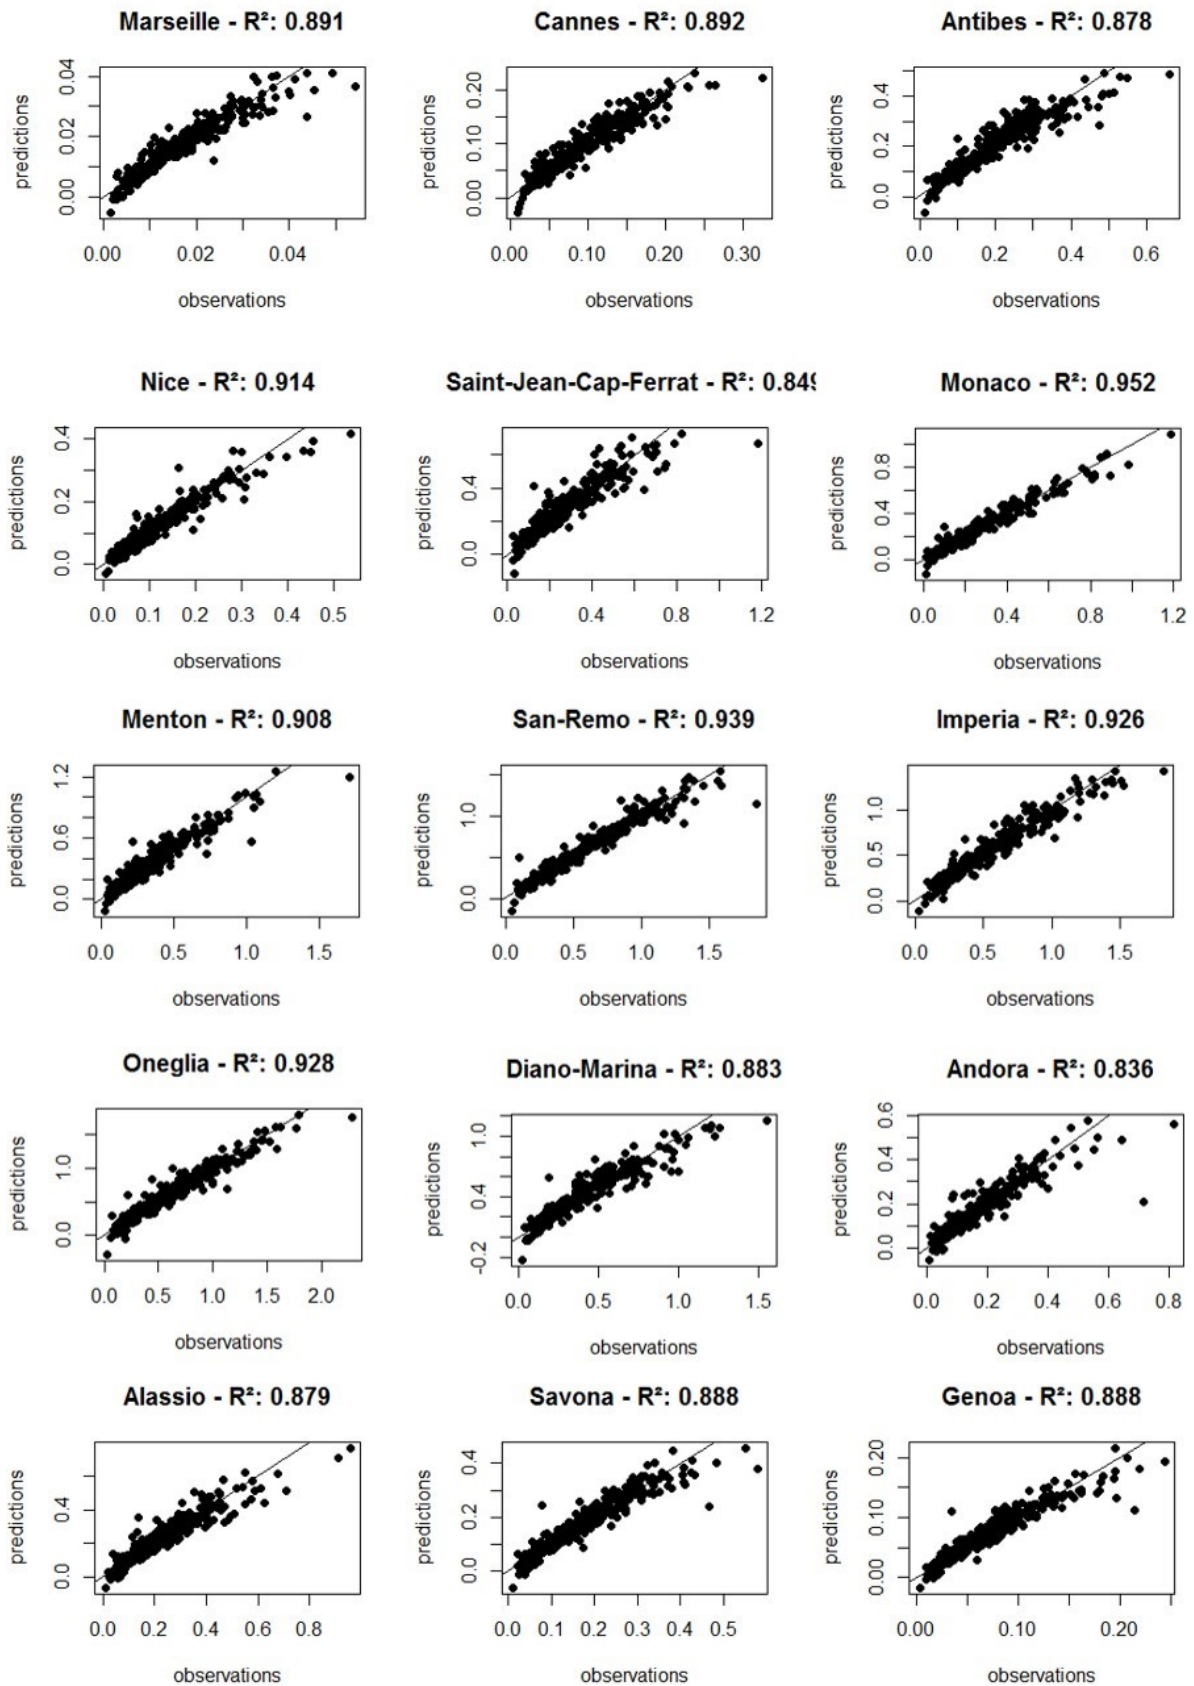 Marseille - R²: 0.891 Cannes - R²: 0.892 Antibes - R²: 0.878
predictions predictions predictions
0.00 0.02 0.04 0.00 0.10 0.20 0.0 0.2 0.4
0.00 0.02 0.04 0.00 0.10 0.20 0.30 0.0 0.2 0.4 0.6
observations observations observations
Nice - R²: 0.914 Saint-Jean-Cap-Ferrat - R²: 0.849 Monaco - R²: 0.952
predictions predictions predictions
0.0 0.2 0.4 0.0 0.4 0.0 0.4 0.8
0.0 0.1 0.2 0.3 0.4 0.5 0.0 0.4 0.8 1.2 0.0 0.4 0.8 1.2
observations observations observations
Menton - R²: 0.908 San-Remo - R²: 0.939 Imperia - R²: 0.926
predictions predictions predictions
0.0 0.6 1.2 0.0 1.0 0.0 0.5 1.0
0.0 0.5 1.0 1.5 0.0 0.5 1.0 1.5 0.0 0.5 1.0 1.5
observations observations observations
Oneglia - R²: 0.928 Diano-Marina - R²: 0.883 Andora - R²: 0.836
predictions predictions predictions
0.0 1.0 -0.2 0.4 1.0 0.0 0.2 0.4 0.6
0.0 0.5 1.0 1.5 2.0 0.0 0.5 1.0 1.5 0.0 0.2 0.4 0.6 0.8
observations observations observations
Alassio - R²: 0.879 Savona - R²: 0.888 Genoa - R²: 0.888
predictions predictions predictions
0.0 0.4 0.0 0.2 0.4 0.00 0.10 0.20
0.0 0.2 0.4 0.6 0.8 0.0 0.1 0.2 0.3 0.4 0.5 0.00 0.10 0.20
observations observations observations